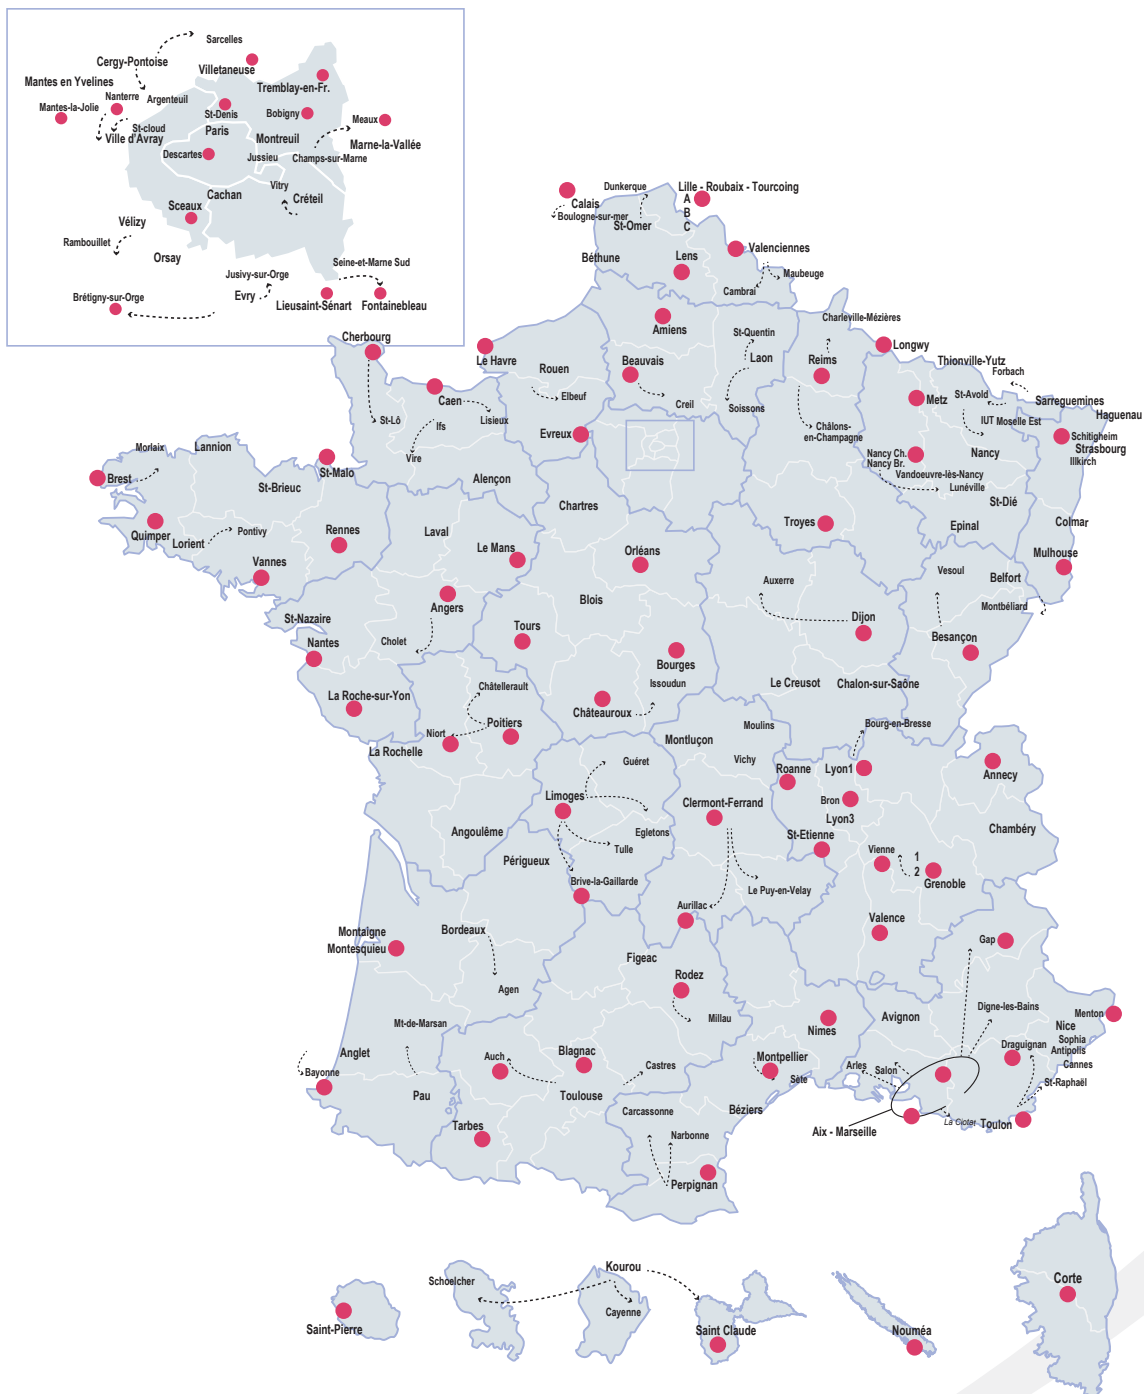 Sarcelles
Cergy-Pontoise
Villetaneuse
Mantes en Yvelines
Tremblay-en-Fr.
Nanterre
Argenteuil
Mantes-la-Jolie
St-Denis
Bobigny
Meaux
St-cloud
Ville d'Avray
Paris
Montreuil
Marne-la-Vallée
Descartes
Jussieu
Champs-sur-Marne
Vitry
Cachan
Créteil
Sceaux
Vélizy
Rambouillet
Orsay
Seine-et-Marne Sud
Jusivy-sur-Orge
Brétigny-sur-Orge
Evry
Lieusaint-Sénart
Fontainebleau
Dunkerque
Lille - Roubaix - Tourcoing
A
B
C
Calais
Boulogne-sur-mer
St-Omer
Valenciennes
Béthune
Lens
Maubeuge
Cambrai
Charleville-Mézières
Amiens
St-Quentin
Cherbourg
Longwy
Le Havre
Beauvais
Laon
Reims
Thionville-Yutz
Rouen
Forbach
Elbeuf
St-Avold
Caen
Metz
Sarreguemines
Creil
Soissons
Haguenau
St-Lô
Lisieux
IUT Moselle Est
Ifs
Châlons-
en-Champagne
Evreux
Schitigheim
Morlaix
Lannion
Strasbourg
Nancy Ch.
Nancy
Vire
Nancy Br.
Illkirch
St-Malo
Vandoeuvre-lès-Nancy
Brest
Alençon
St-Brieuc
Lunéville
Chartres
St-Dié
Troyes
Colmar
Epinal
Quimper
Pontivy
Rennes
Laval
Lorient
Le Mans
Orléans
Mulhouse
Vannes
Vesoul
Belfort
Auxerre
Blois
Angers
Montbéliard
St-Nazaire
Dijon
Cholet
Tours
Besançon
Nantes
Bourges
Le Creusot
Chalon-sur-Saône
Issoudun
Châtellerault
La Roche-sur-Yon
Châteauroux
Poitiers
Moulins
Bourg-en-Bresse
Niort
Montluçon
La Rochelle
Vichy
Guéret
Roanne
Lyon1
Annecy
Limoges
Bron
Clermont-Ferrand
Lyon3
Chambéry
Angoulême
Egletons
St-Etienne
Tulle
Vienne
1
Périgueux
2
Brive-la-Gaillarde
Le Puy-en-Velay
Grenoble
Aurillac
Valence
Montaigne
Bordeaux
Montesquieu
Gap
Figeac
Rodez
Agen
Digne-les-Bains
Menton
Avignon
Millau
Mt-de-Marsan
Nimes
Nice
Sophia
Antipolis
Draguignan
Anglet
Blagnac
Auch
Montpellier
Castres
Cannes
Bayonne
Arles
Salon
Sète
St-Raphaël
Pau
Toulouse
Carcassonne
Béziers
La Ciotat
Toulon
Tarbes
Aix - Marseille
Narbonne
Perpignan
Kourou
Schoelcher
Corte
Cayenne
Saint-Pierre
Saint Claude
Nouméa